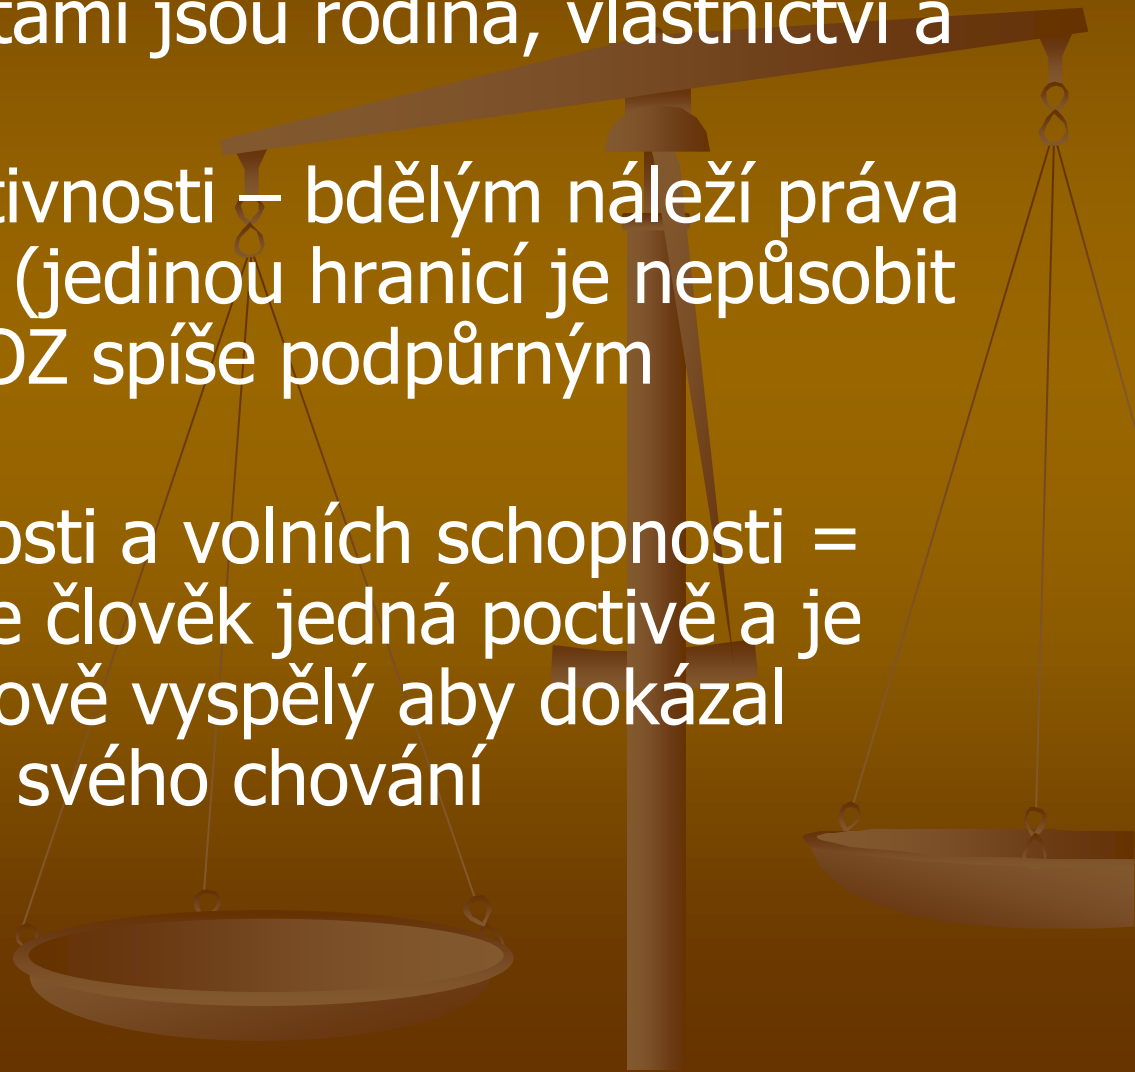 tami jsou rodina, vlastnictví a
tivnosti – bdělým náleží práva
(jedinou hranicí je nepůsobit
OZ spíše podpůrným
osti a volních schopnosti =
e člověk jedná poctivě a je
ově vyspělý aby dokázal
svého chování